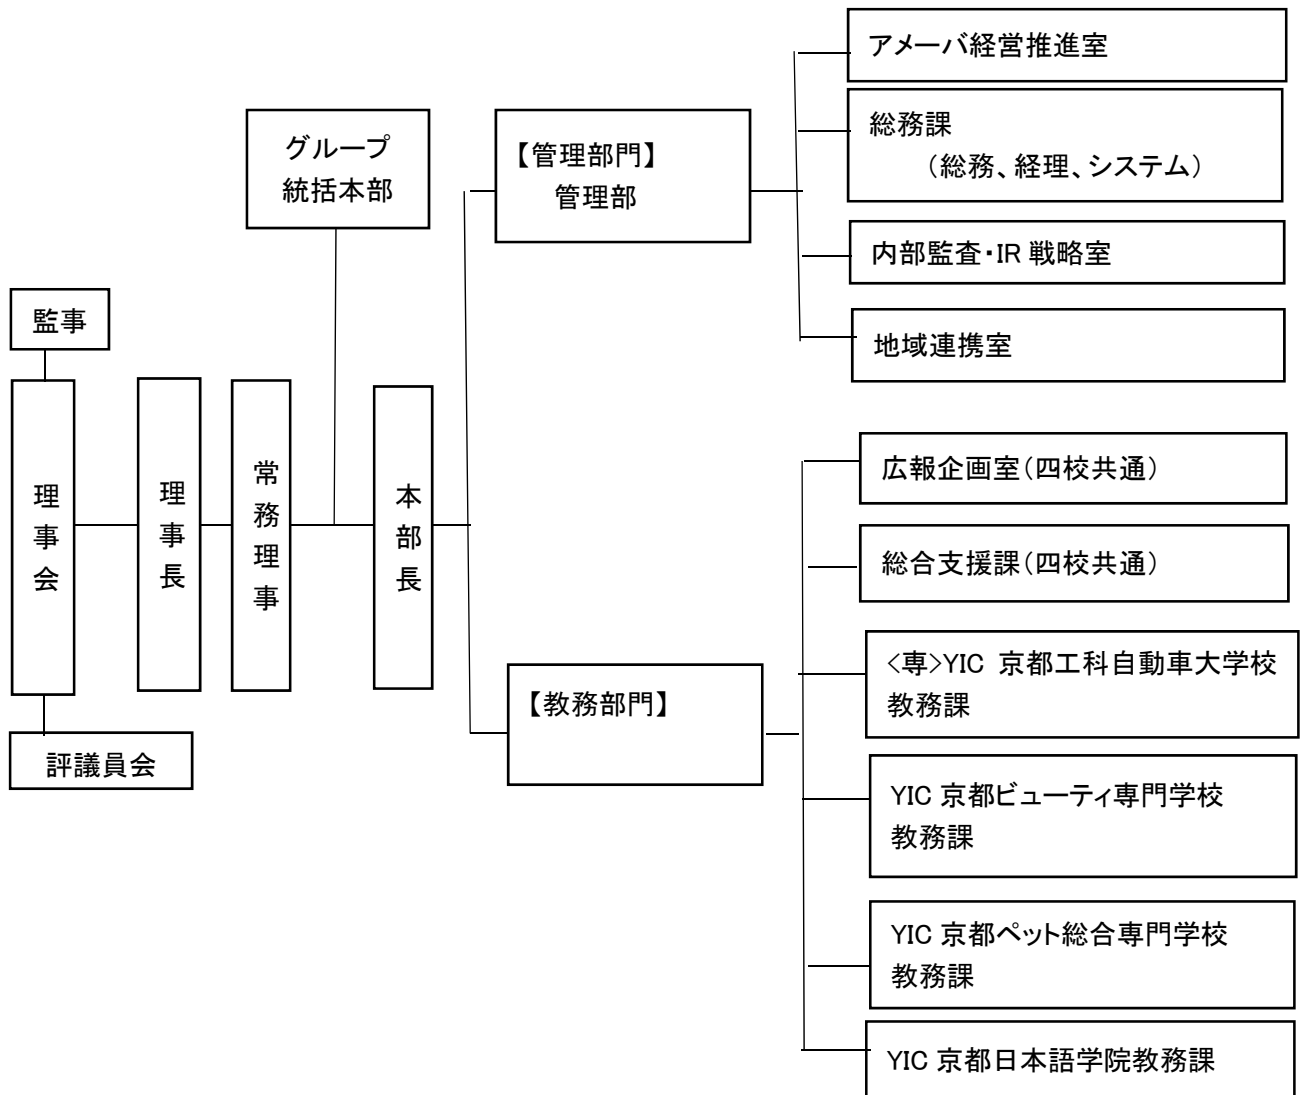 監事
理事会
評議員会
理事長
常務理事
グループ
統括本部
本部長
【管理部門】
管理部
アメーバ経営推進室
総務課
（総務、経理、システム）
内部監査・IR 戦略室
地域連携室
【教務部門】
広報企画室（四校共通）
総合支援課（四校共通）
<専>YIC 京都工科自動車大学校
教務課
YIC 京都ビューティ専門学校
教務課
YIC 京都ペット総合専門学校
教務課
YIC 京都日本語学院教務課